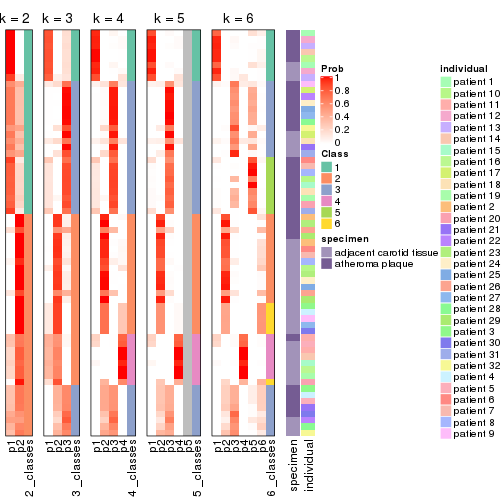 k = 2 k = 3 k = 4 k = 5 k = 6
Prob
1
0.8
0.6
0.4
0.2
0
Class
1
2
3
4
5
6
specimen
adjacent carotid tissue
atheroma plaque
individual
patient 1
patient 10
patient 11
patient 12
patient 13
patient 14
patient 15
patient 16
patient 17
patient 18
patient 19
patient 2
patient 20
patient 21
patient 22
patient 23
patient 24
patient 25
patient 26
patient 27
patient 28
patient 29
patient 3
patient 30
patient 31
patient 32
patient 4
patient 5
patient 6
patient 7
patient 8
patient 9
p1 p2 2_classes
p1 p2 p3 3_classes
p1 p2 p3 p4 4_classes
p1 p2 p3 p4 p5 5_classes
p1 p2 p3 p4 p5 p6 6_classes
specimen individual